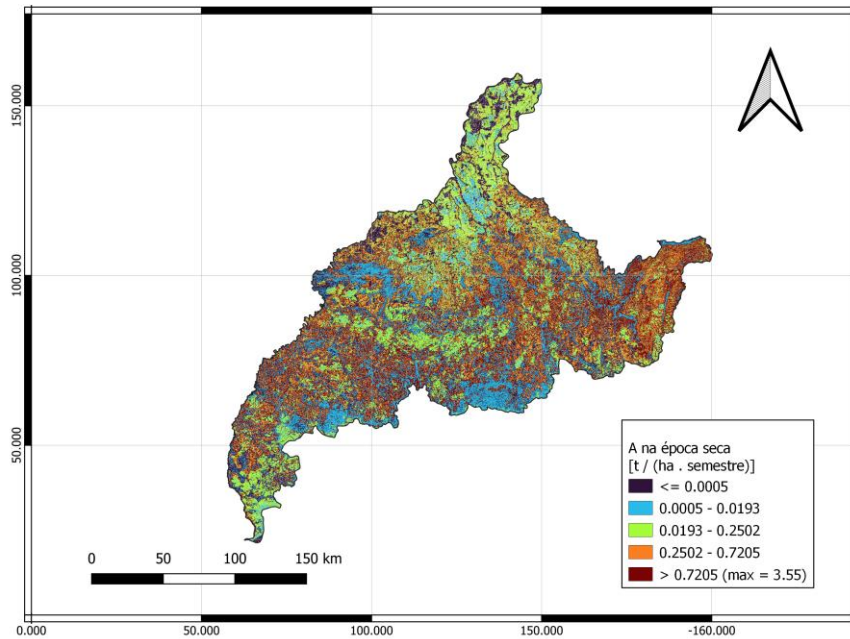 150.000
100.000
50.000
A na época seca
[t / (ha . semestre)]
<= 0.0005
0.0005 - 0.0193
0.0193 - 0.2502
0.2502 - 0.7205
> 0.7205 (max = 3.55)
0 50 100 150 km
0.000 50.000 100.000 150.000 -160.000